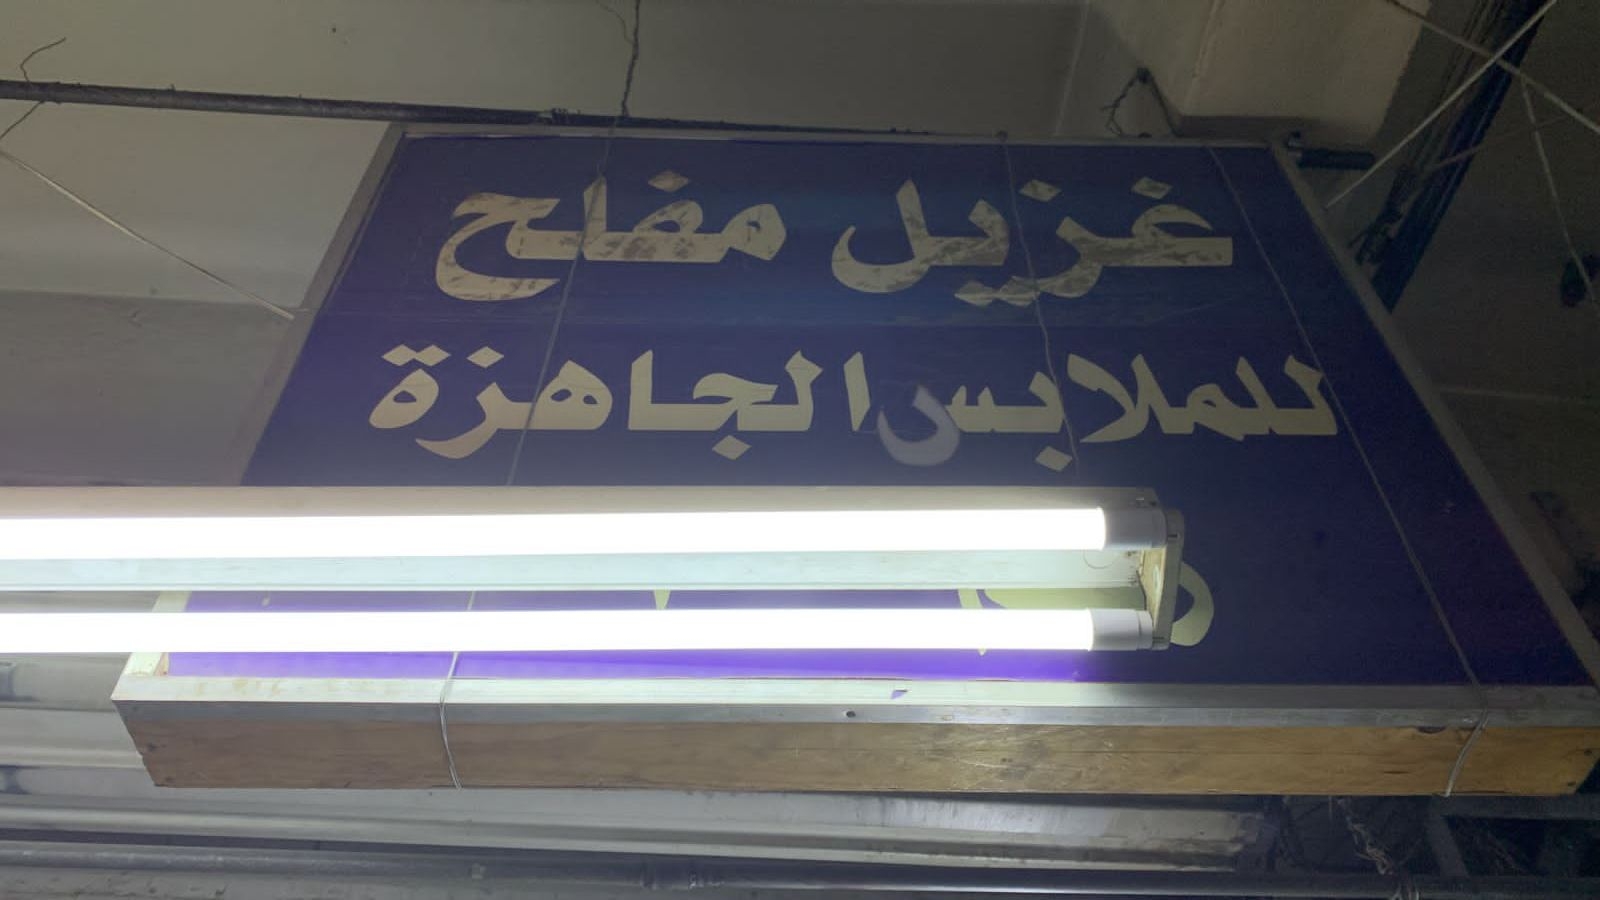 غزيل مفلح
للملابس الجاهزة